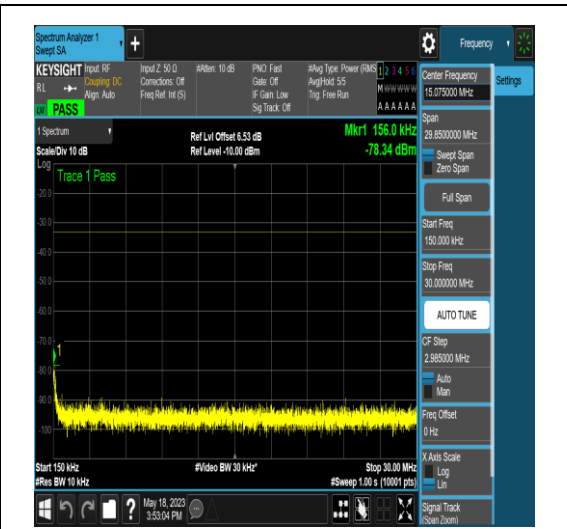 Spectrum Analyzer 1
Swept SA
+
Frequency
KEYSIGHT
RL
PASS
Input: RF
Coupling: DC
Align: Auto
Input Z: 50 Ω
Corrections: Off
Freq Ref: Int (S)
#Atten: 10 dB
PNO: Fast
Gate: Off
IF Gain: Low
Sig Track: Off
#Avg Type: Power (RMS
Avg|Hold: 5/5
Trig: Free Run
1 2 3 4 5 6
M W W W W W
A A A A A A
1 Spectrum
Scale/Div 10 dB
Log
Ref Lvl Offset 6.53 dB
Ref Level -10.00 dBm
Mkr1 156.0 kHz
-78.34 dBm
Trace 1 Pass
-20.0
-30.0
-40.0
-50.0
-60.0
-70.0
-80.0
-90.0
-100
1
Start 150 kHz
#Res BW 10 kHz
#Video BW 30 kHz*
Stop 30.00 MHz
#Sweep 1.00 s (10001 pts)
May 18, 2023
3:53:04 PM
?
Center Frequency
15.075000 MHz
Span
29.8500000 MHz
Swept Span
Zero Span
Full Span
Start Freq
150.000 kHz
Stop Freq
30.000000 MHz
AUTO TUNE
CF Step
2.985000 MHz
Auto
Man
Freq Offset
0 Hz
X Axis Scale
Log
Lin
Signal Track
(Span Zoom)
Settings